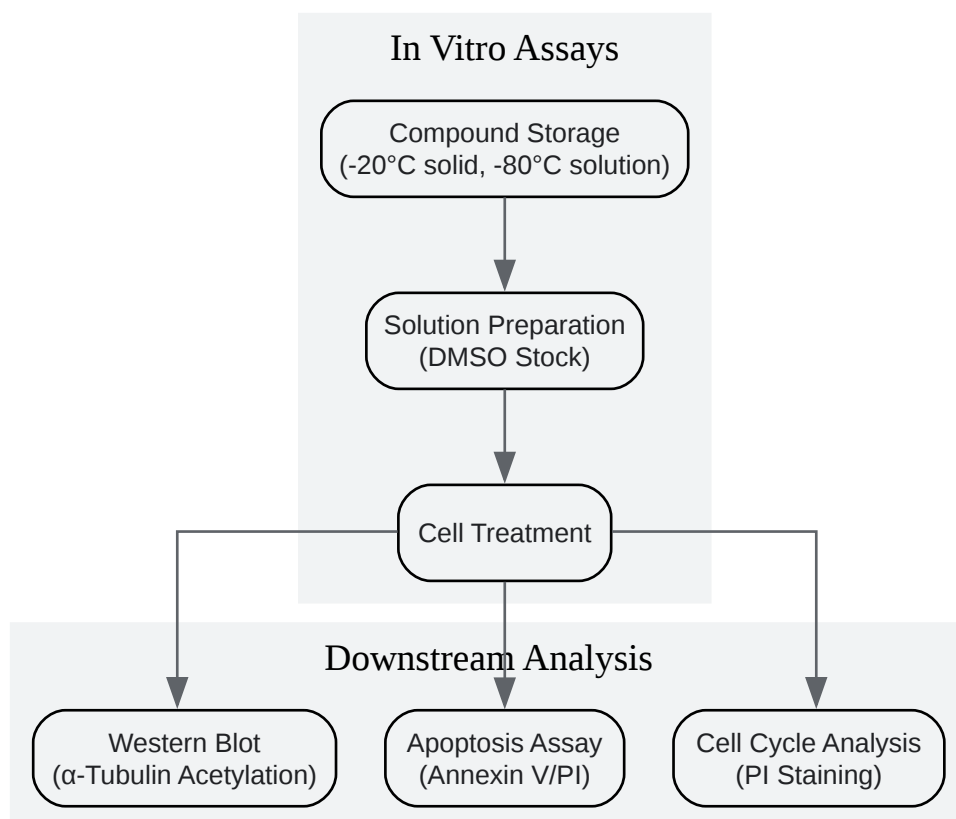 In Vitro Assays
Compound Storage
(-20°C solid, -80°C solution)
Solution Preparation
(DMSO Stock)
Cell Treatment
Downstream Analysis
Western Blot
(α-Tubulin Acetylation)
Apoptosis Assay
(Annexin V/PI)
Cell Cycle Analysis
(PI Staining)